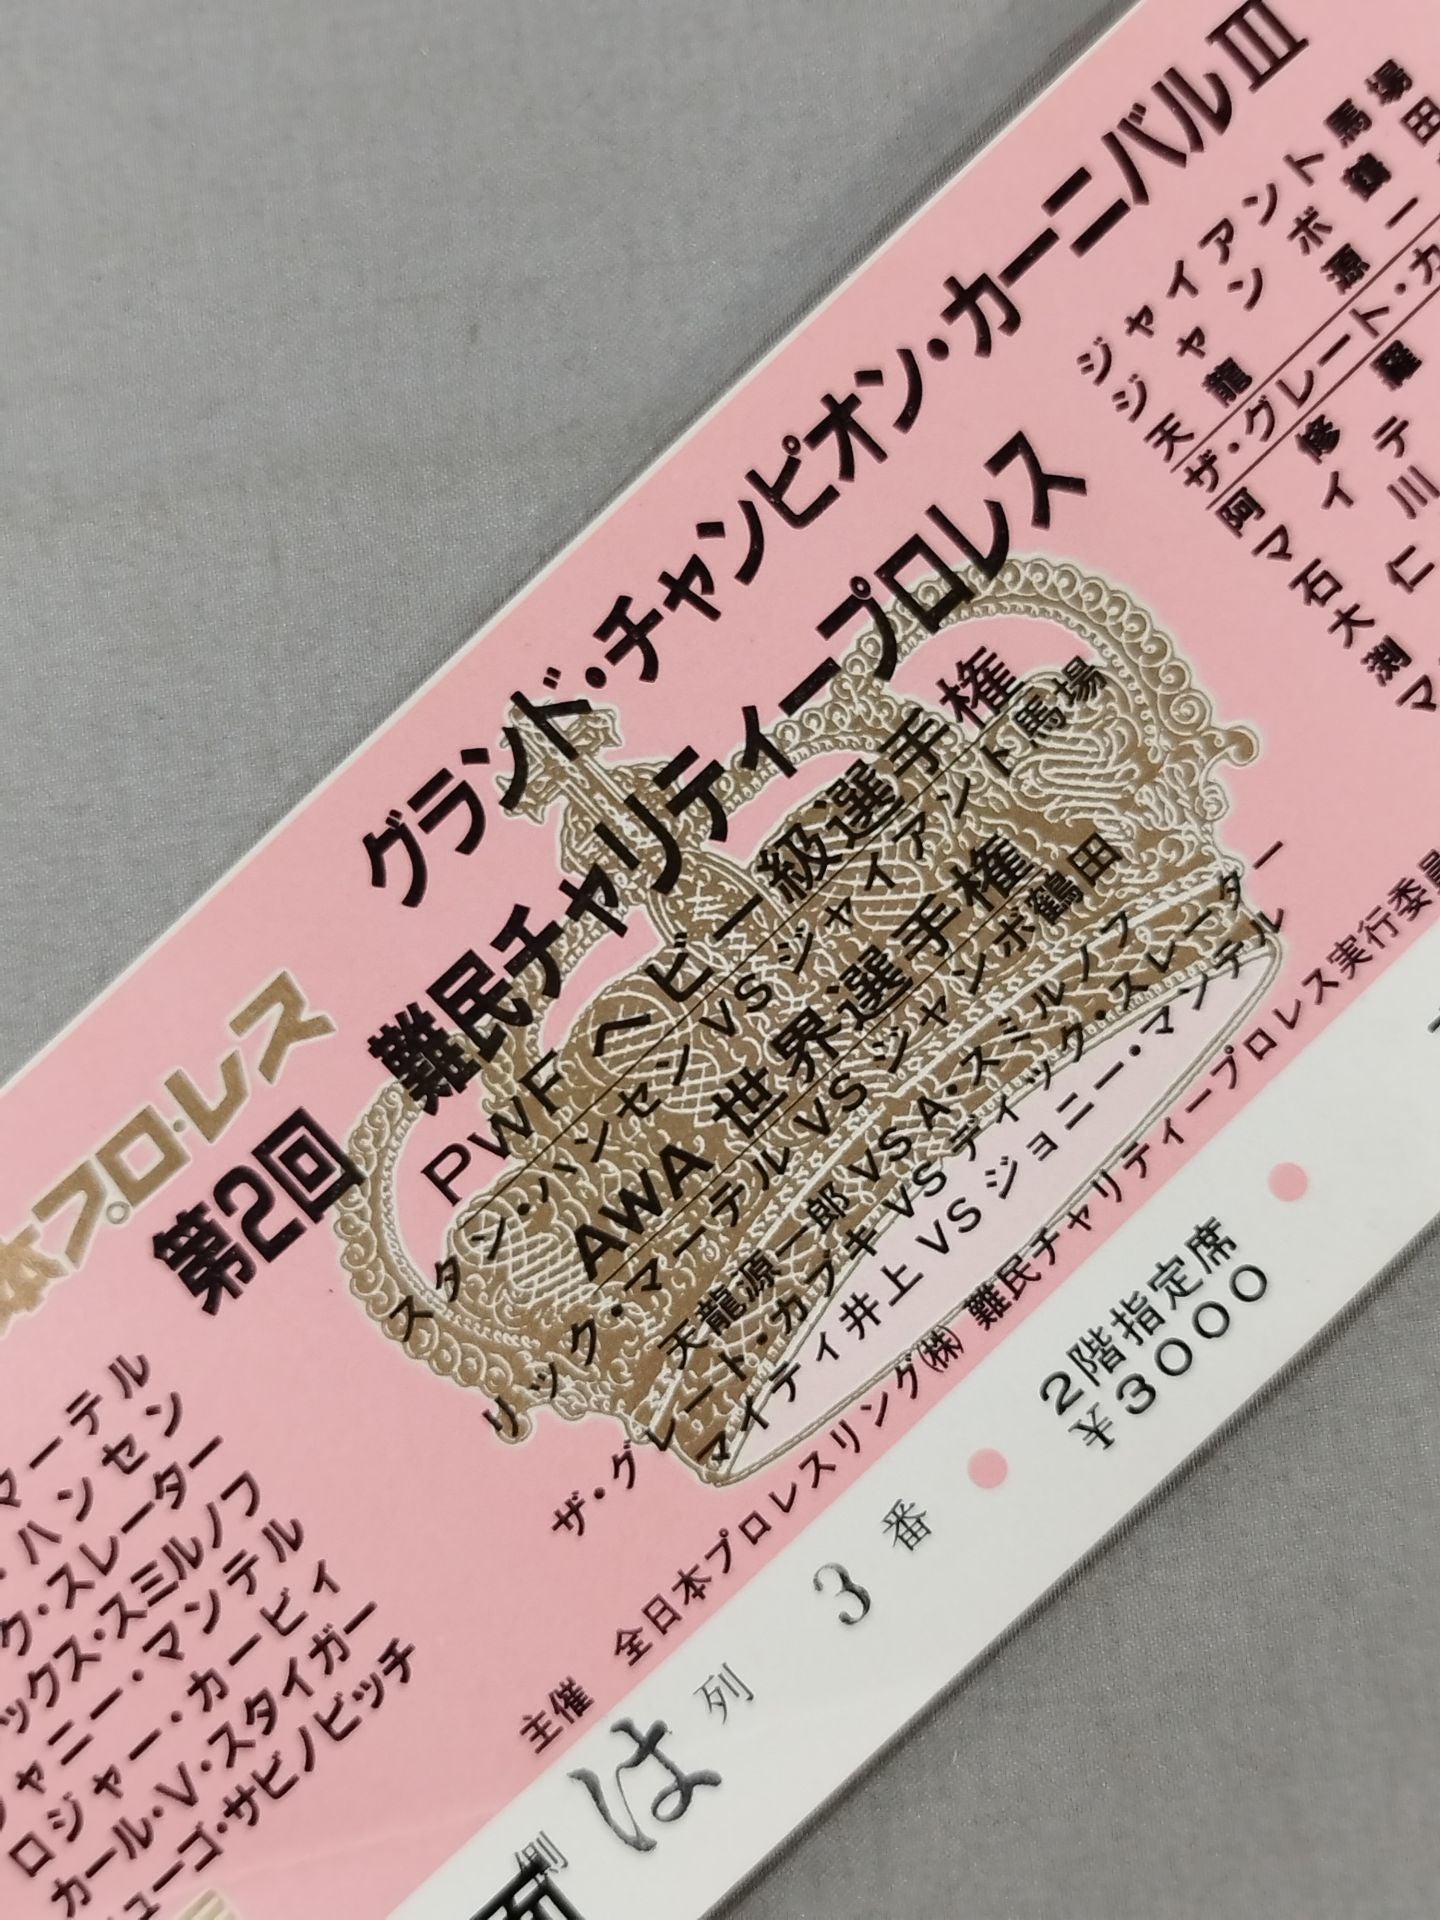 本プロ・レス
グランド・チャンピオン・カーニバルIII
第2回 難民チャリティープロレス
PWFヘビー級選手権
スタン・ハンセンVSジャイアント馬場
AWA世界選手権
リック・マーテルVSジャンボ鶴田
天龍源一郎VSA・スミルノフ
ザ・グレート・カブキVSディック・スレーター
マイティ井上VSジョニー・マンテル
主催 全日本プロレスリング㈱ 難民チャリティープロレス実行委員
ジャイアント馬場
ジャンボ鶴田
天龍源一
ザ・グレート・カ
阿修羅
マイティ
石川
大仁
渕
マ
マーテル
・ハンセン
ク・スレーター
ックス・スミルノフ
ジャニー・マンテル
ロジャー・カービィ
カール・V・スタイガー
ューゴ・サビノビッチ
側 は列 3番
2階指定席
¥3000